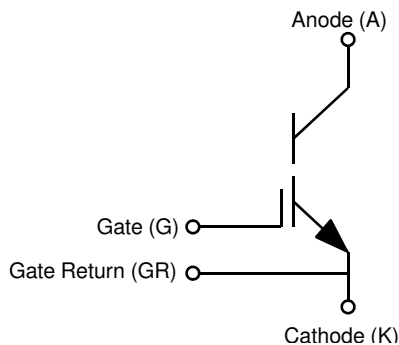 Anode (A)
Gate (G)
Gate Return (GR)
Cathode (K)